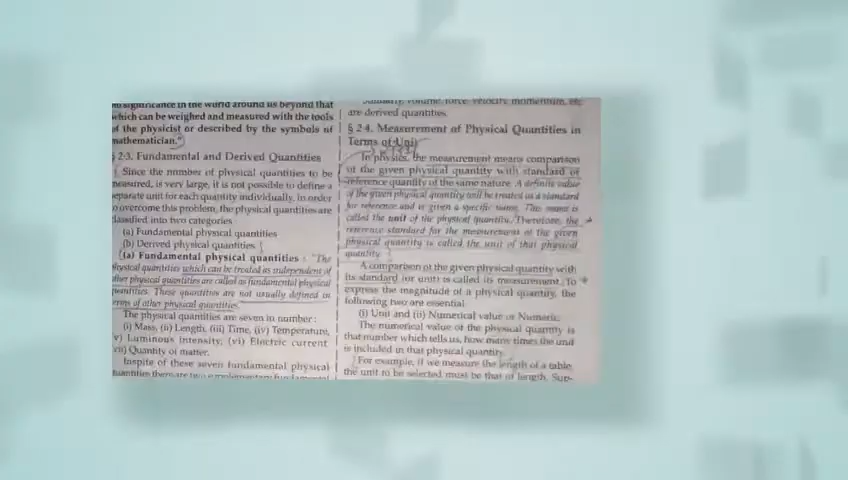 no significance in the world around us beyond that
which can be weighed and measured with the tools
of the physicist or described by the symbols of
mathematician."
§ 2·3. Fundamental and Derived Quantities
Since the number of physical quantities to be
measured, is very large, it is not possible to define a
separate unit for each quantity individually. In order
to overcome this problem, the physical quantities are
classified into two categories
(a) Fundamental physical quantities
(b) Derived physical quantities
(a) Fundamental physical quantities : "The
physical quantities which can be treated as independent of
other physical quantities are called as fundamental physical
quantities. These quantities are not usually defined in
terms of other physical quantities.
The physical quantities are seven in number :
(i) Mass, (ii) Length, (iii) Time, (iv) Temperature,
(v) Luminous intensity, (vi) Electric current
(vii) Quantity of matter.
Inspite of these seven fundamental physical
quantities there are two
volume, force, velocity, momentum, etc
are derived quantities.
§ 2·4. Measurement of Physical Quantities in
Terms of Unit
In physics, the measurement means comparison
of the given physical quantity with standard or
reference quantity of the same nature. A definite value
of the given physical quantity will be treated as a standard
for reference and is given a specific name. This name is
called the unit of the physical quantity. Therefore, the
reference standard for the measurement of the given
physical quantity is called the unit of that physical
quantity.
A comparison of the given physical quantity with
its standard (or unit) is called its measurement. To
express the magnitude of a physical quantity, the
following two are essential
(i) Unit and (ii) Numerical value or Numeric.
The numerical value of the physical quantity is
that number which tells us, how many times the unit
is included in that physical quantity.
For example, if we measure the length of a table,
the unit to be selected must be that of length. Sup-